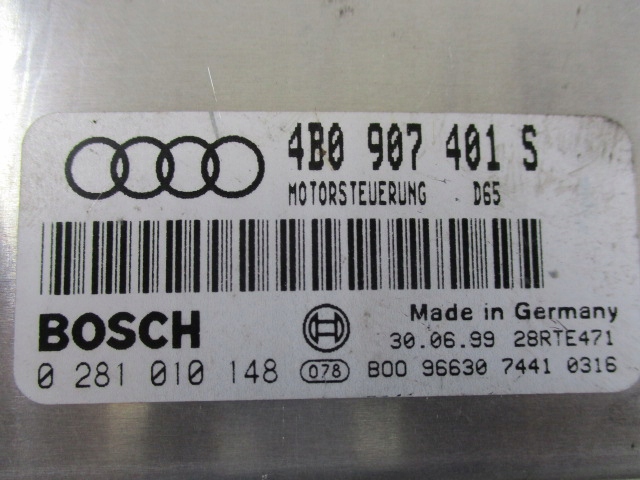 4B0 907 401 S
MOTORSTEUERUNG D65
BOSCH
Made in Germany
30.06.99 28RTE471
0 281 010 148 078 B00 96630 7441 0316